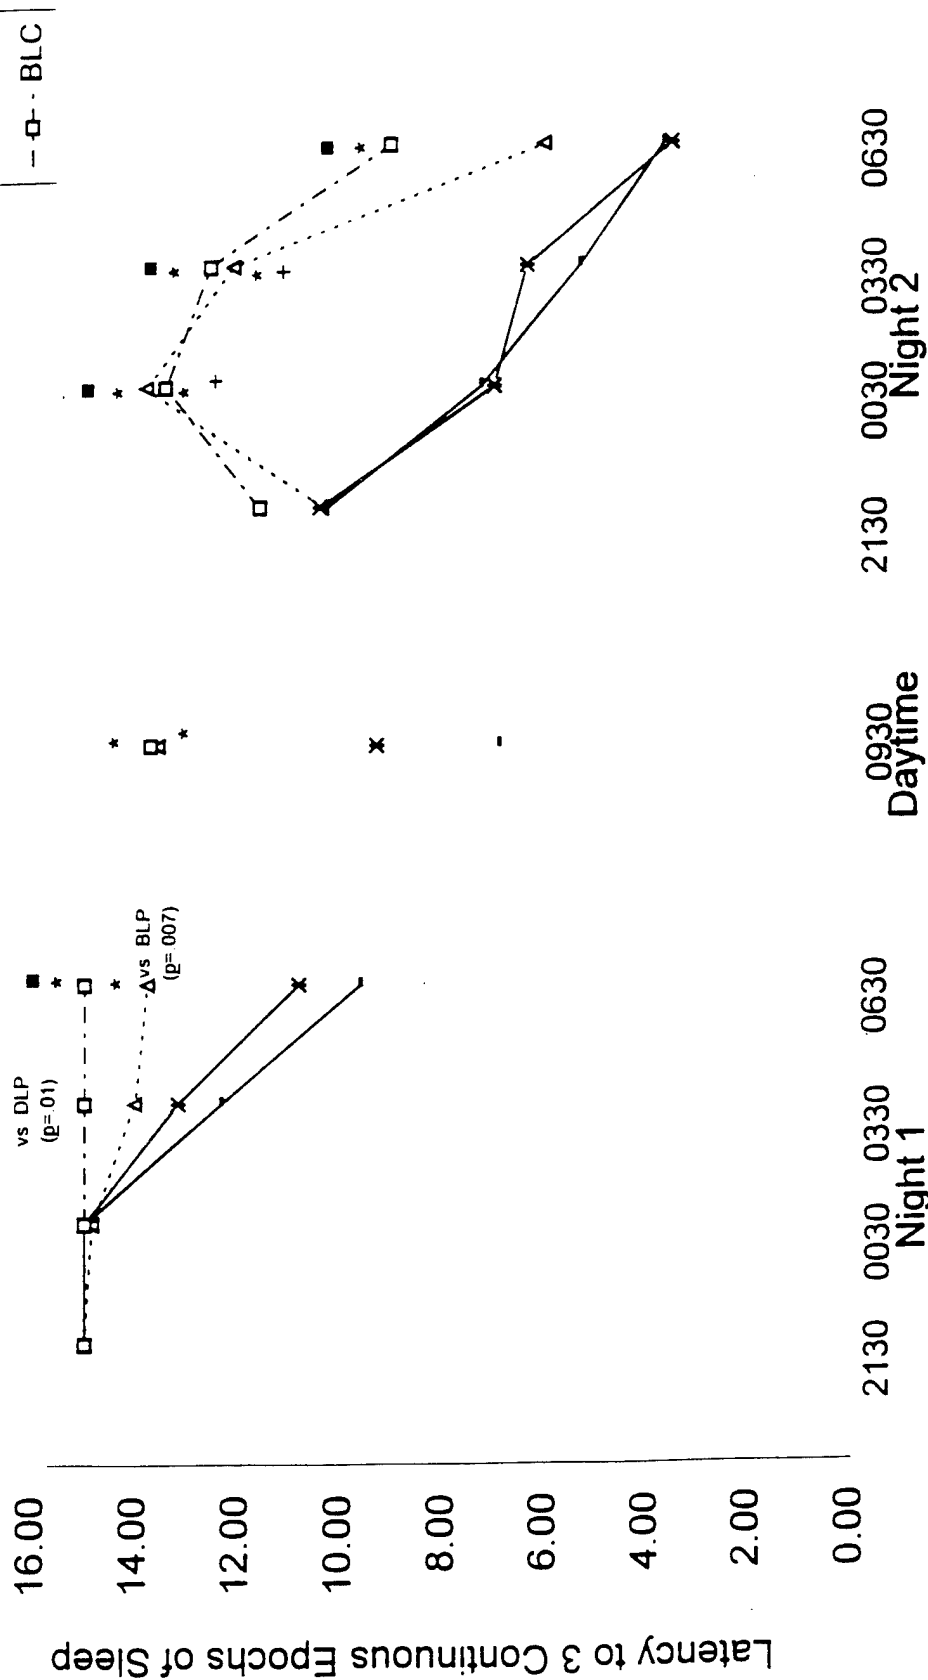 BLC
16.00
14.00
12.00
10.00
8.00
6.00
4.00
2.00
0.00
Latency to 3 Continuous Epochs of Sleep
vs DLP
(p=.01)
vs BLP
(p=.007)
2130 0030 0330 0630
Night 1
0930
Daytime
2130 0030 0330 0630
Night 2